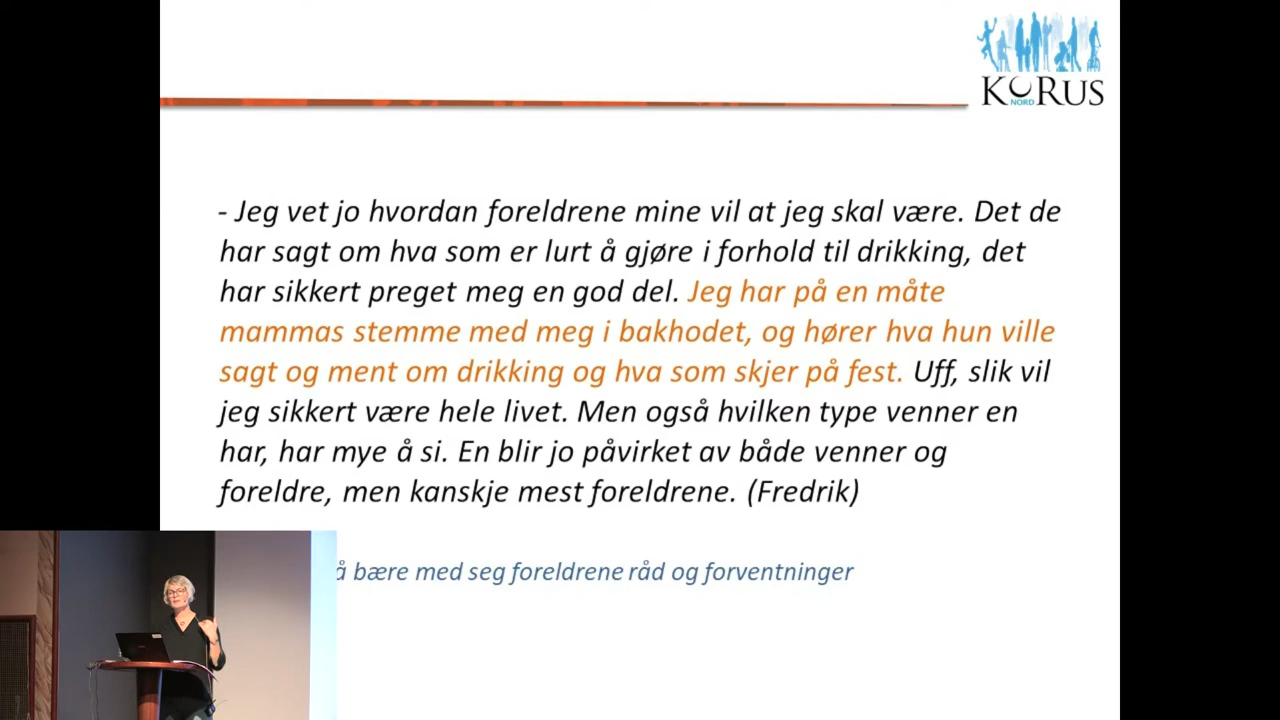 KoRus
NORD
- Jeg vet jo hvordan foreldrene mine vil at jeg skal være. Det de
har sagt om hva som er lurt å gjøre i forhold til drikking, det
har sikkert preget meg en god del. Jeg har på en måte
mammas stemme med meg i bakhodet, og hører hva hun ville
sagt og ment om drikking og hva som skjer på fest. Uff, slik vil
jeg sikkert være hele livet. Men også hvilken type venner en
har, har mye å si. En blir jo påvirket av både venner og
foreldre, men kanskje mest foreldrene. (Fredrik)
å bære med seg foreldrene råd og forventninger